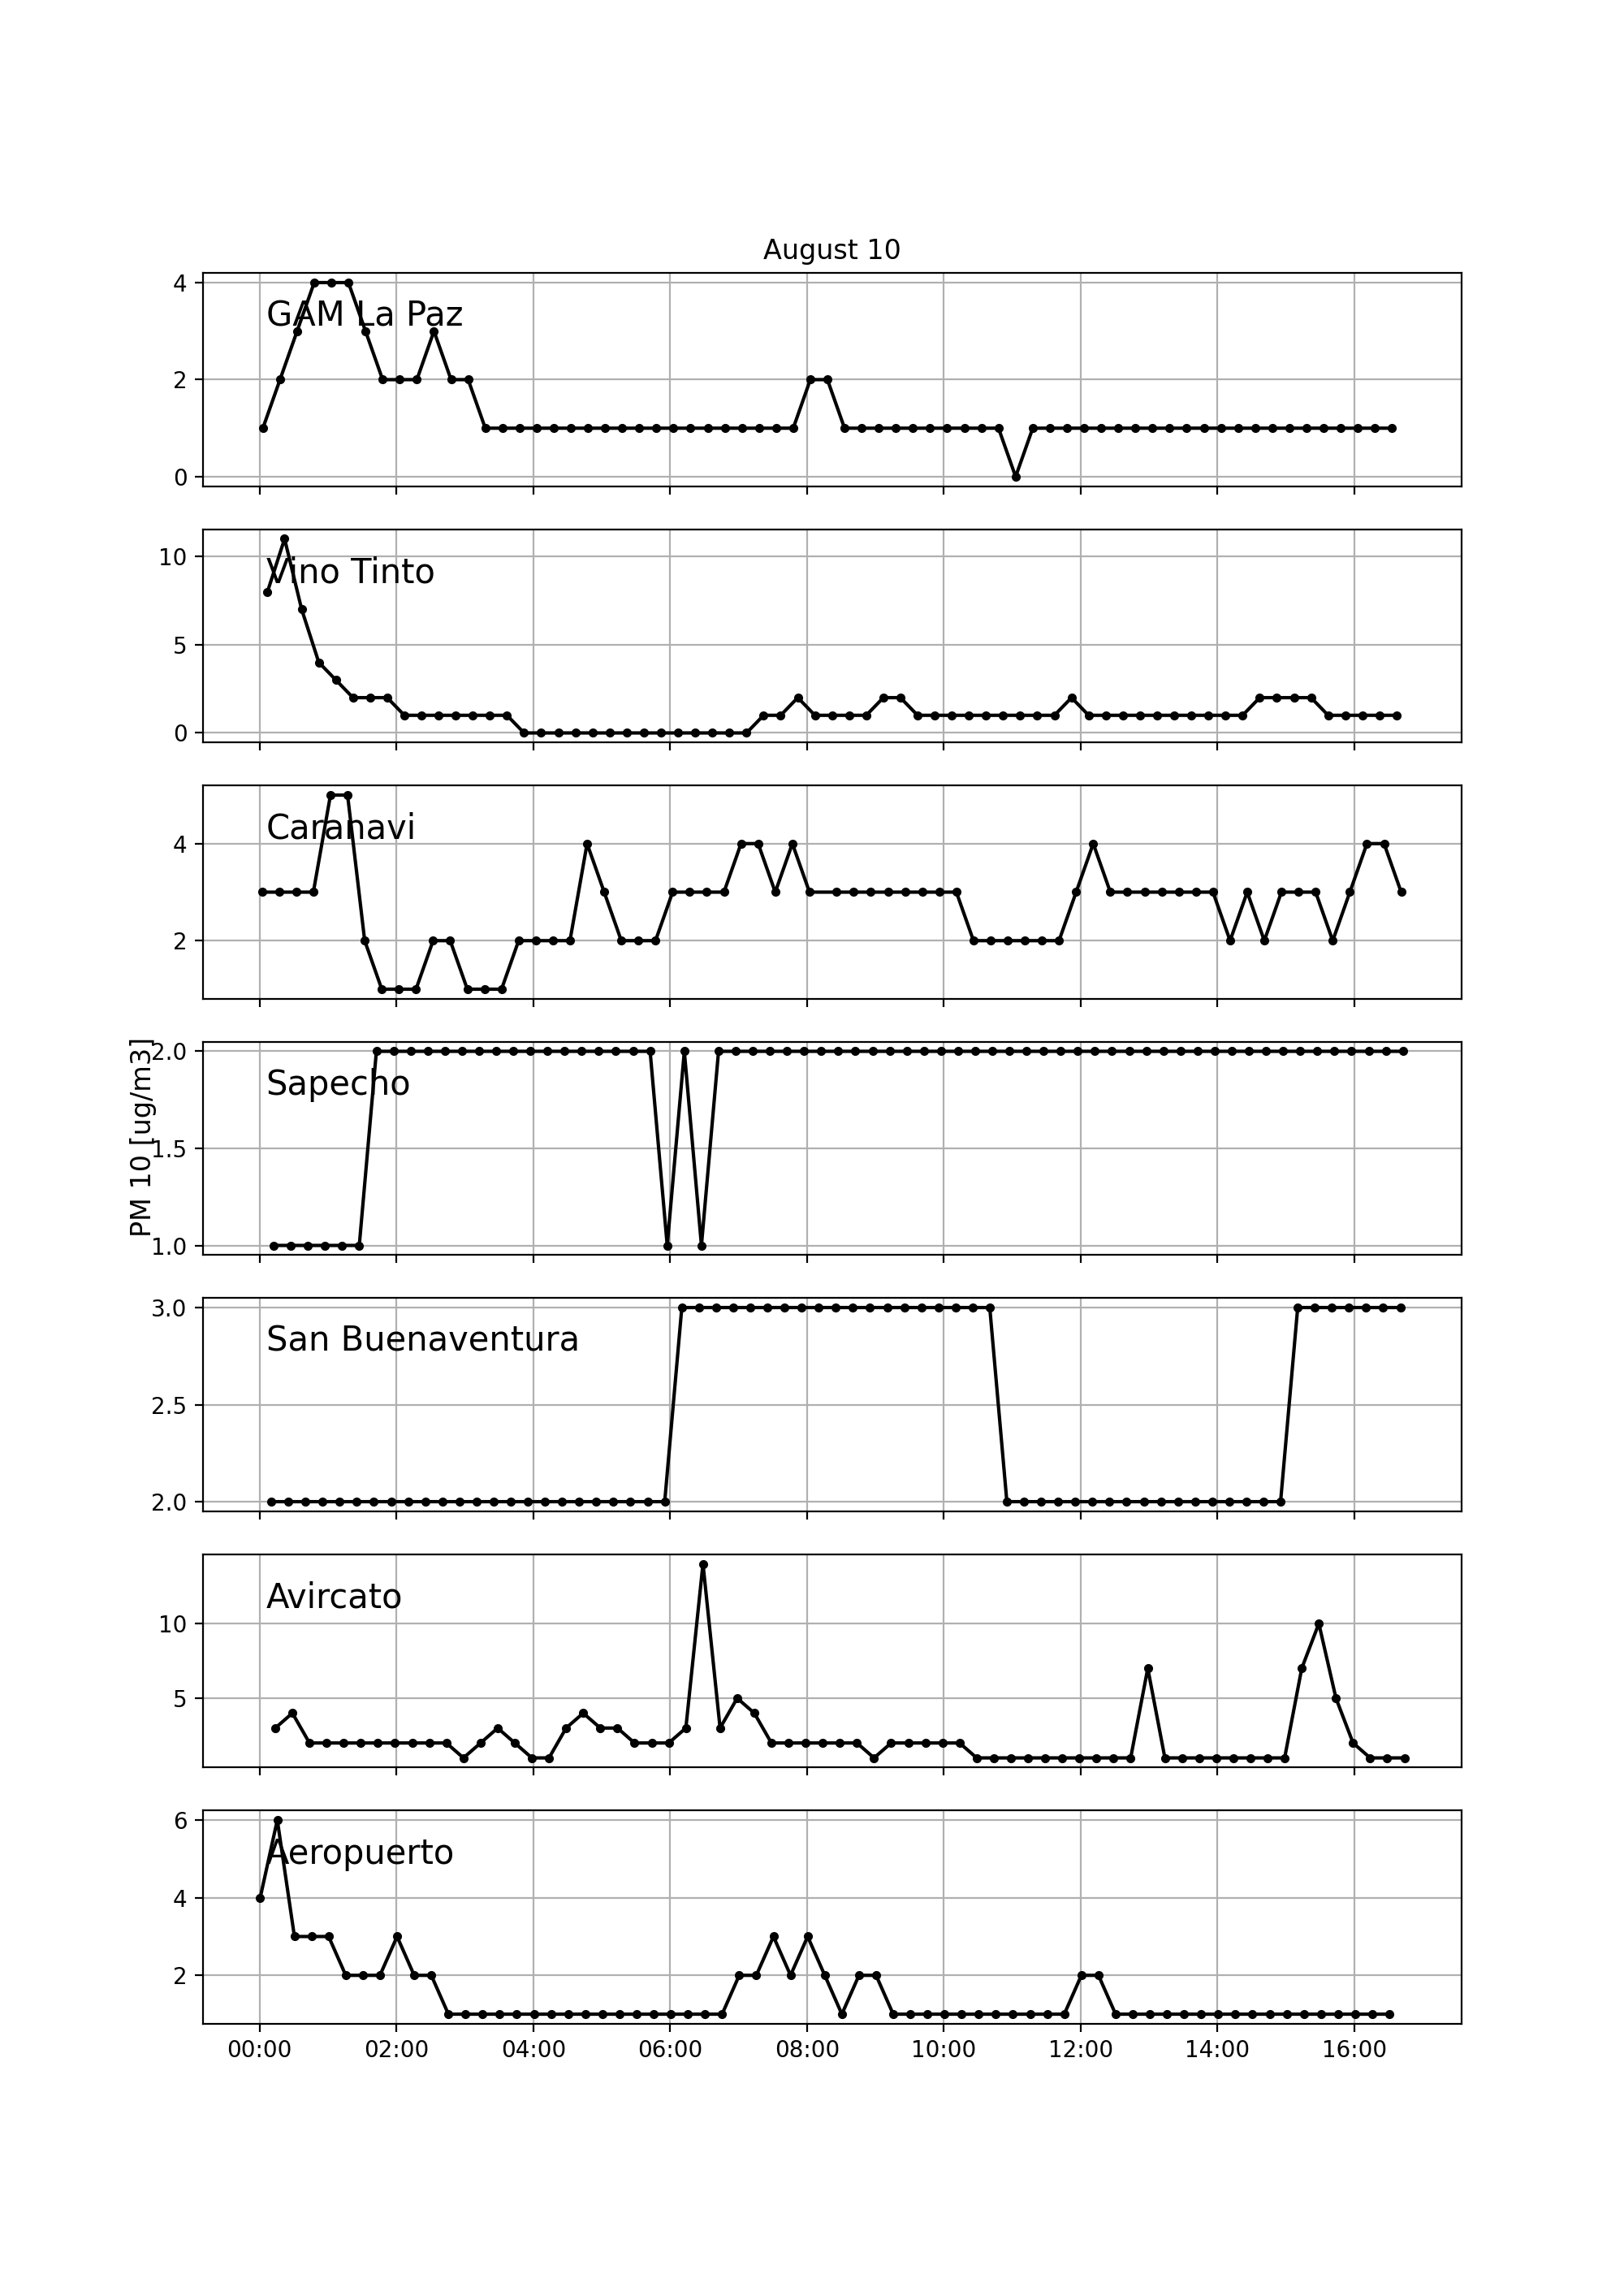 August 10
GAM La Paz
4
2
0
Vino Tinto
10
5
0
Caranavi
4
2
PM 10 [ug/m3]
Sapecho
2.0
1.5
1.0
San Buenaventura
3.0
2.5
2.0
Avircato
10
5
Aeropuerto
6
4
2
00:00 02:00 04:00 06:00 08:00 10:00 12:00 14:00 16:00